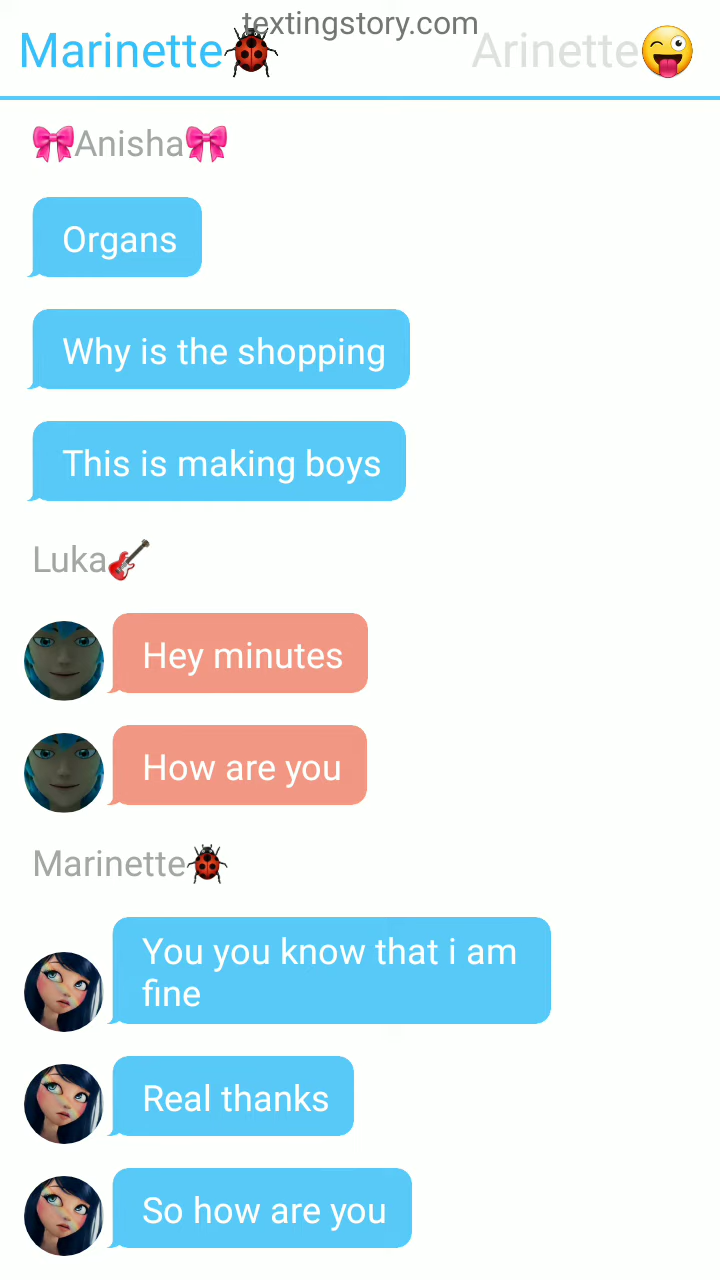 textingstory.com
Marinette🐞 Arinette😜
🎀Anisha🎀
Organs
Why is the shopping
This is making boys
Luka🎸
Hey minutes
How are you
Marinette🐞
You you know that i am
fine
Real thanks
So how are you